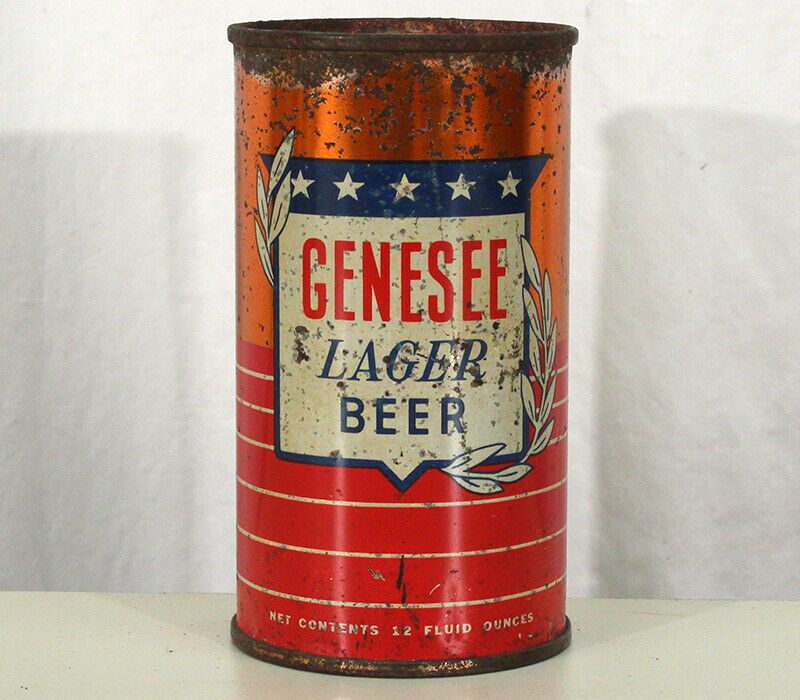 GENESEE
LAGER
BEER
NET CONTENTS 12 FLUID OUNCES